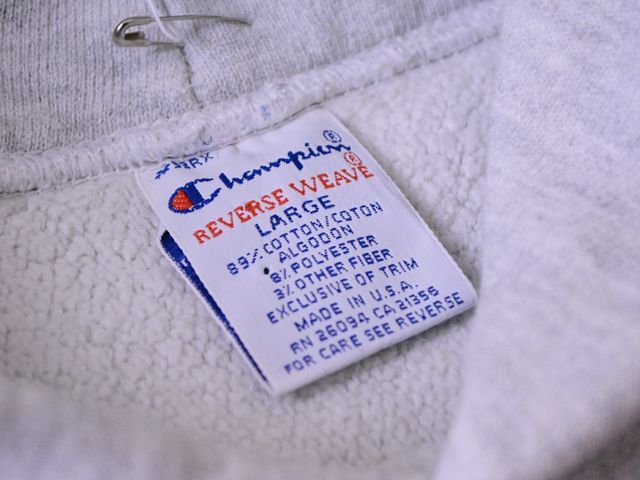 Champion®
REVERSE WEAVE®
LARGE
89% COTTON/COTON
ALGODON
8% POLYESTER
3% OTHER FIBER
EXCLUSIVE OF TRIM
MADE IN U.S.A.
RN 26094 CA 21356
FOR CARE SEE REVERSE